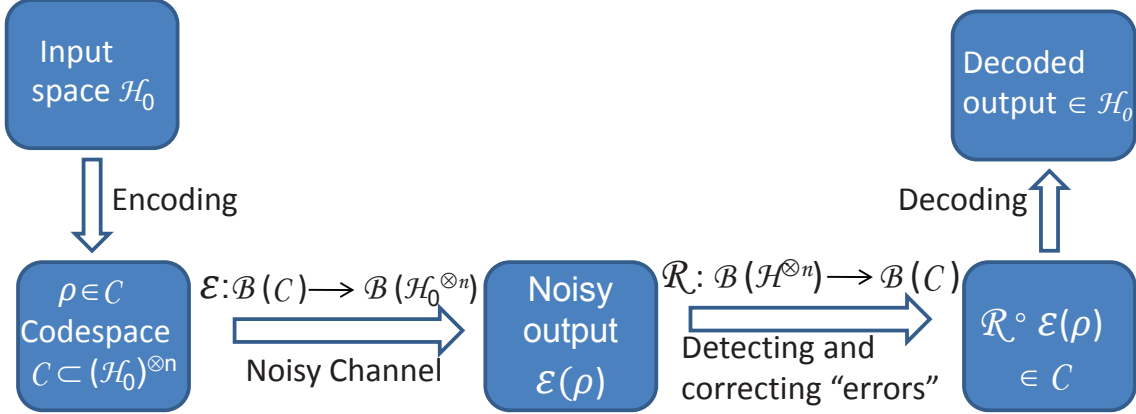 Input
space ℋ₀
Decoded
output ∈ ℋ₀
Encoding
Decoding
ρ ∈ C
Codespace
C ⊂ (ℋ₀)^⊗n
ℰ: ℬ(C) ⟶ ℬ(ℋ₀^⊗n)
Noisy Channel
Noisy
output
ℰ(ρ)
ℛ: ℬ(ℋ^⊗n) ⟶ ℬ(C)
Detecting and
correcting “errors”
ℛ ∘ ℰ(ρ)
∈ C